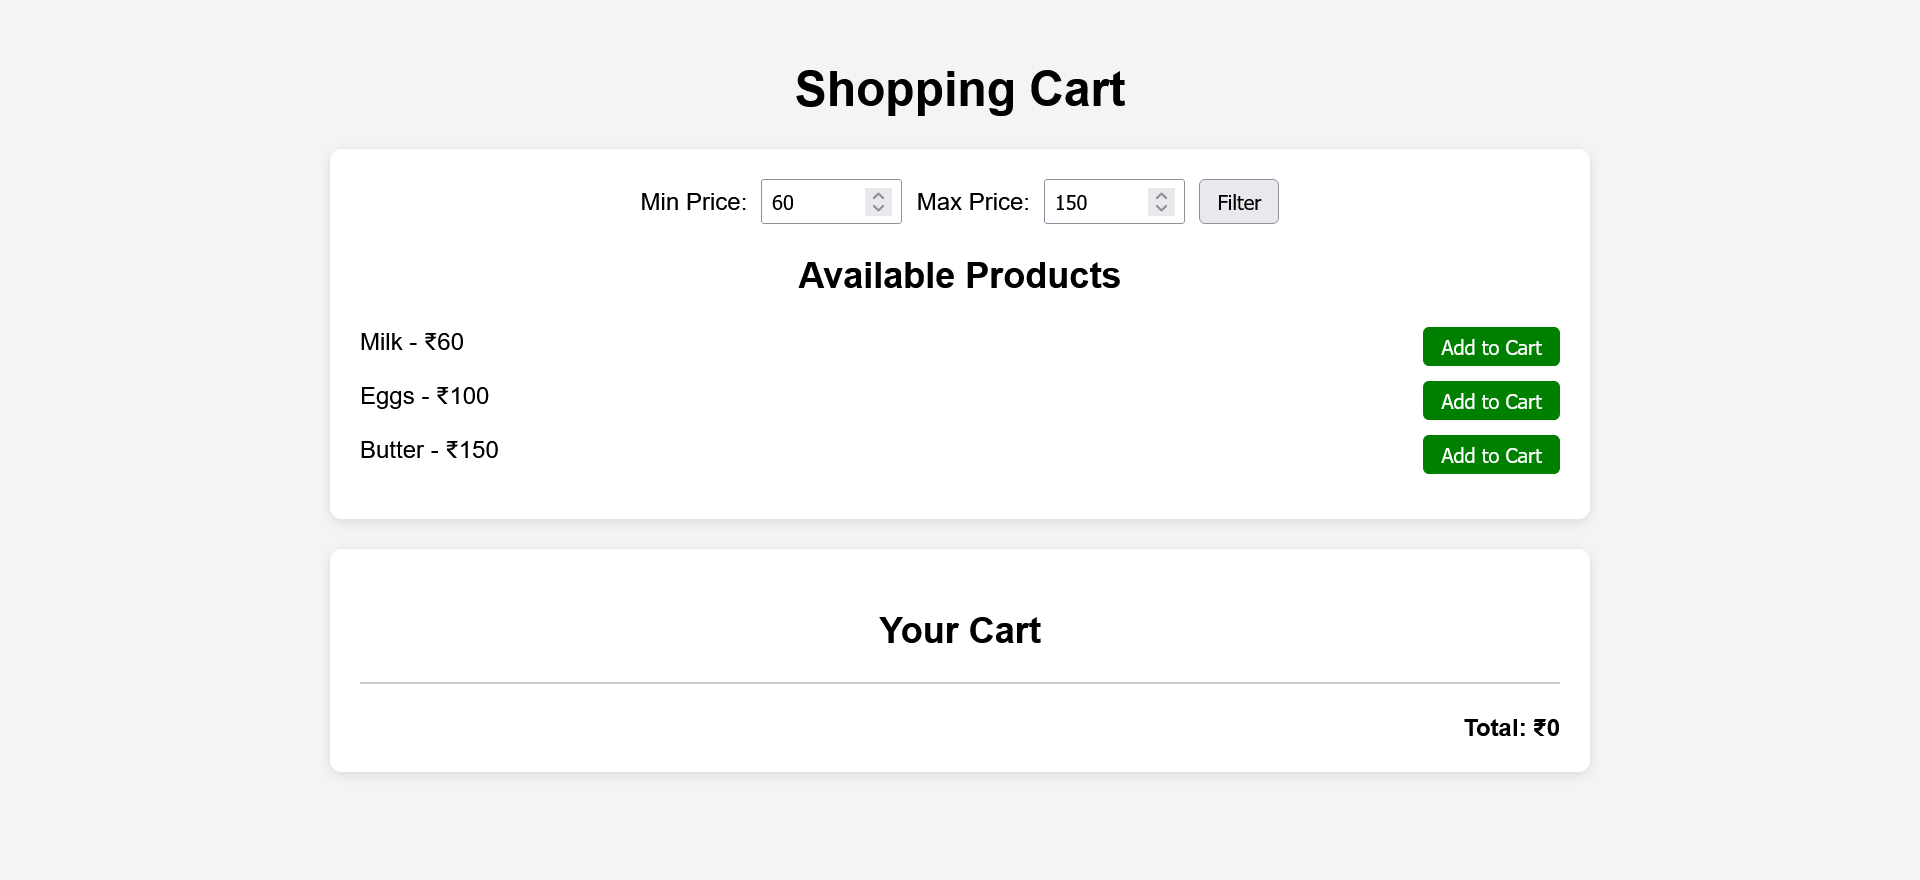 Shopping Cart
Min Price: 60 Max Price: 150 Filter
Available Products
Milk - ₹60 Add to Cart
Eggs - ₹100 Add to Cart
Butter - ₹150 Add to Cart
Your Cart
Total: ₹0